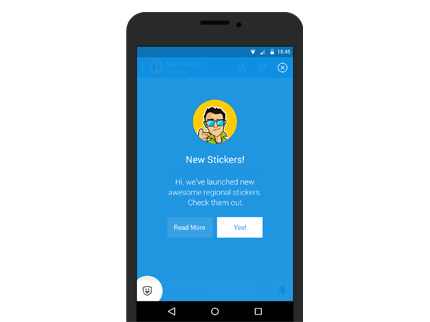 15:45
New Stickers!
Hi, we've launched new
awesome regional stickers.
Check them out.
Read More
Yes!